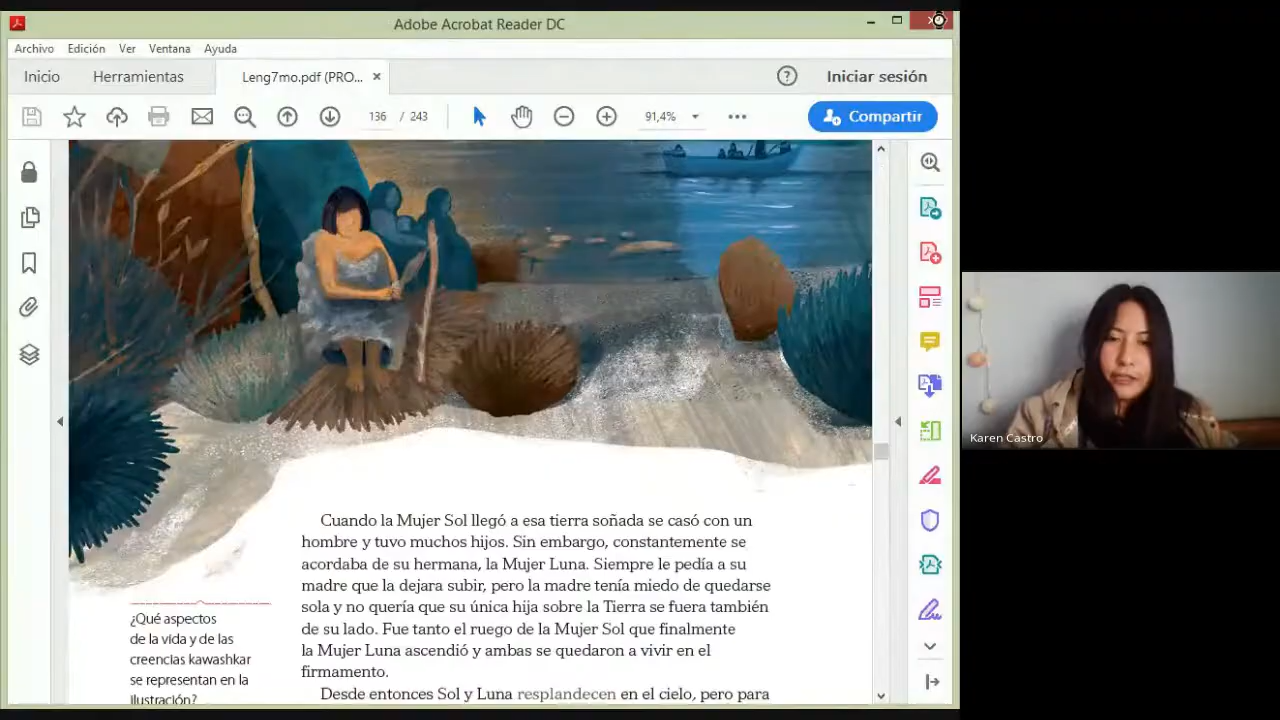 Adobe Acrobat Reader DC
Archivo Edición Ver Ventana Ayuda
Inicio Herramientas Leng7mo.pdf (PRO... × Iniciar sesión
136 / 243 91,4% Compartir
Cuando la Mujer Sol llegó a esa tierra soñada se casó con un
hombre y tuvo muchos hijos. Sin embargo, constantemente se
acordaba de su hermana, la Mujer Luna. Siempre le pedía a su
madre que la dejara subir, pero la madre tenía miedo de quedarse
sola y no quería que su única hija sobre la Tierra se fuera también
de su lado. Fue tanto el ruego de la Mujer Sol que finalmente
la Mujer Luna ascendió y ambas se quedaron a vivir en el
firmamento.
Desde entonces Sol y Luna resplandecen en el cielo, pero para
¿Qué aspectos
de la vida y de las
creencias kawashkar
se representan en la
ilustración?
Karen Castro